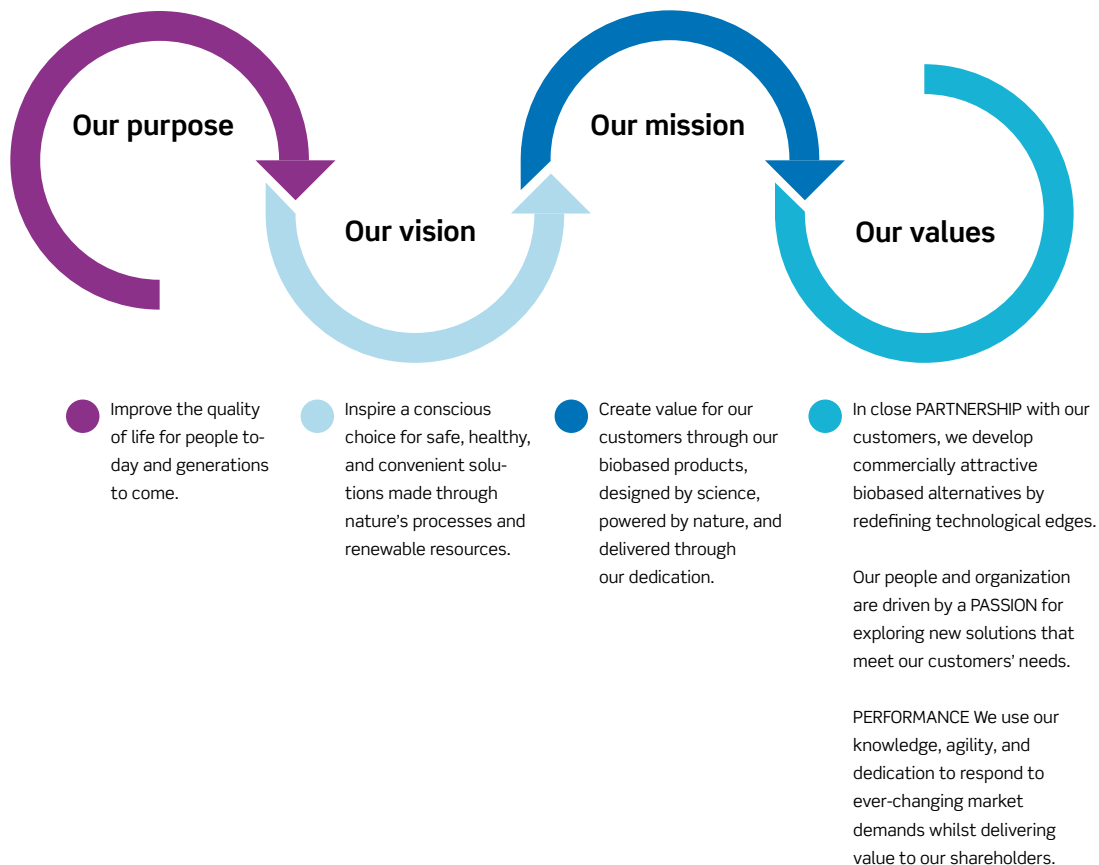 Our purpose
Our vision
Our mission
Our values
Improve the quality
of life for people to-
day and generations
to come.
Inspire a conscious
choice for safe, healthy,
and convenient solu-
tions made through
nature's processes and
renewable resources.
Create value for our
customers through our
biobased products,
designed by science,
powered by nature, and
delivered through
our dedication.
In close PARTNERSHIP with our
customers, we develop
commercially attractive
biobased alternatives by
redefining technological edges.
Our people and organization
are driven by a PASSION for
exploring new solutions that
meet our customers' needs.
PERFORMANCE We use our
knowledge, agility, and
dedication to respond to
ever-changing market
demands whilst delivering
value to our shareholders.